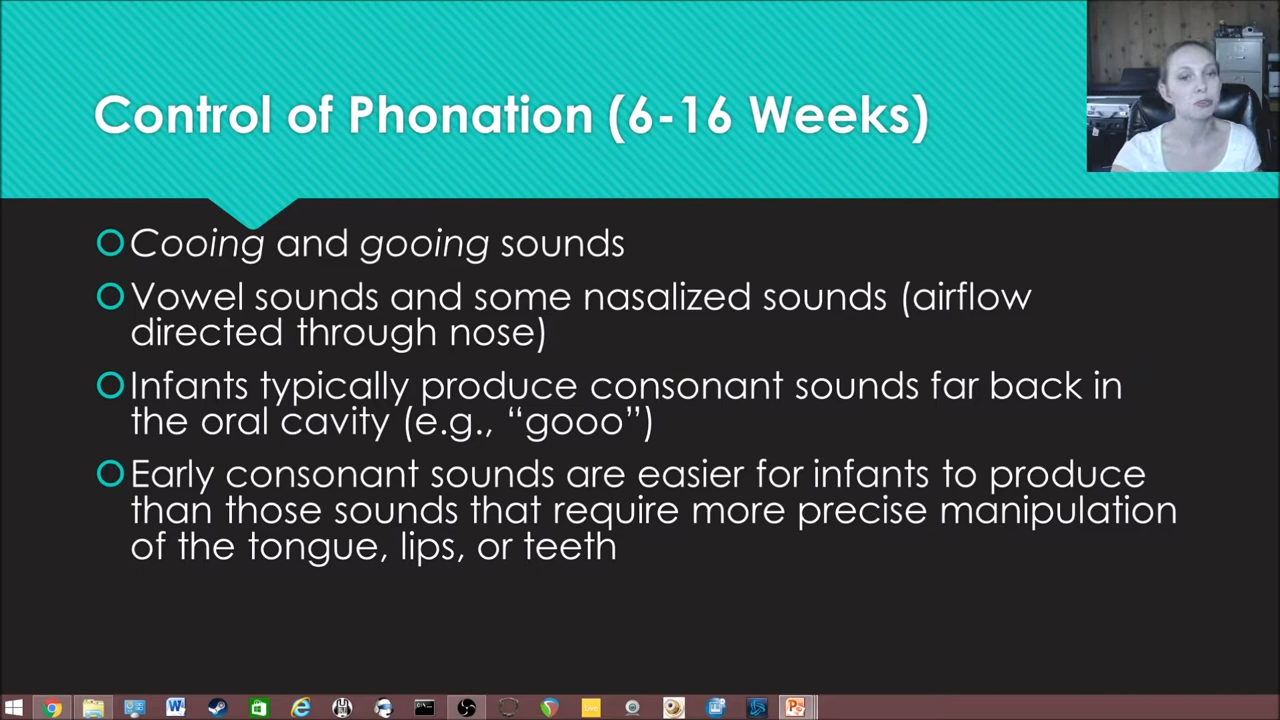 Control of Phonation (6-16 Weeks)
Cooing and gooing sounds
Vowel sounds and some nasalized sounds (airflow
directed through nose)
Infants typically produce consonant sounds far back in
the oral cavity (e.g., “gooo”)
Early consonant sounds are easier for infants to produce
than those sounds that require more precise manipulation
of the tongue, lips, or teeth